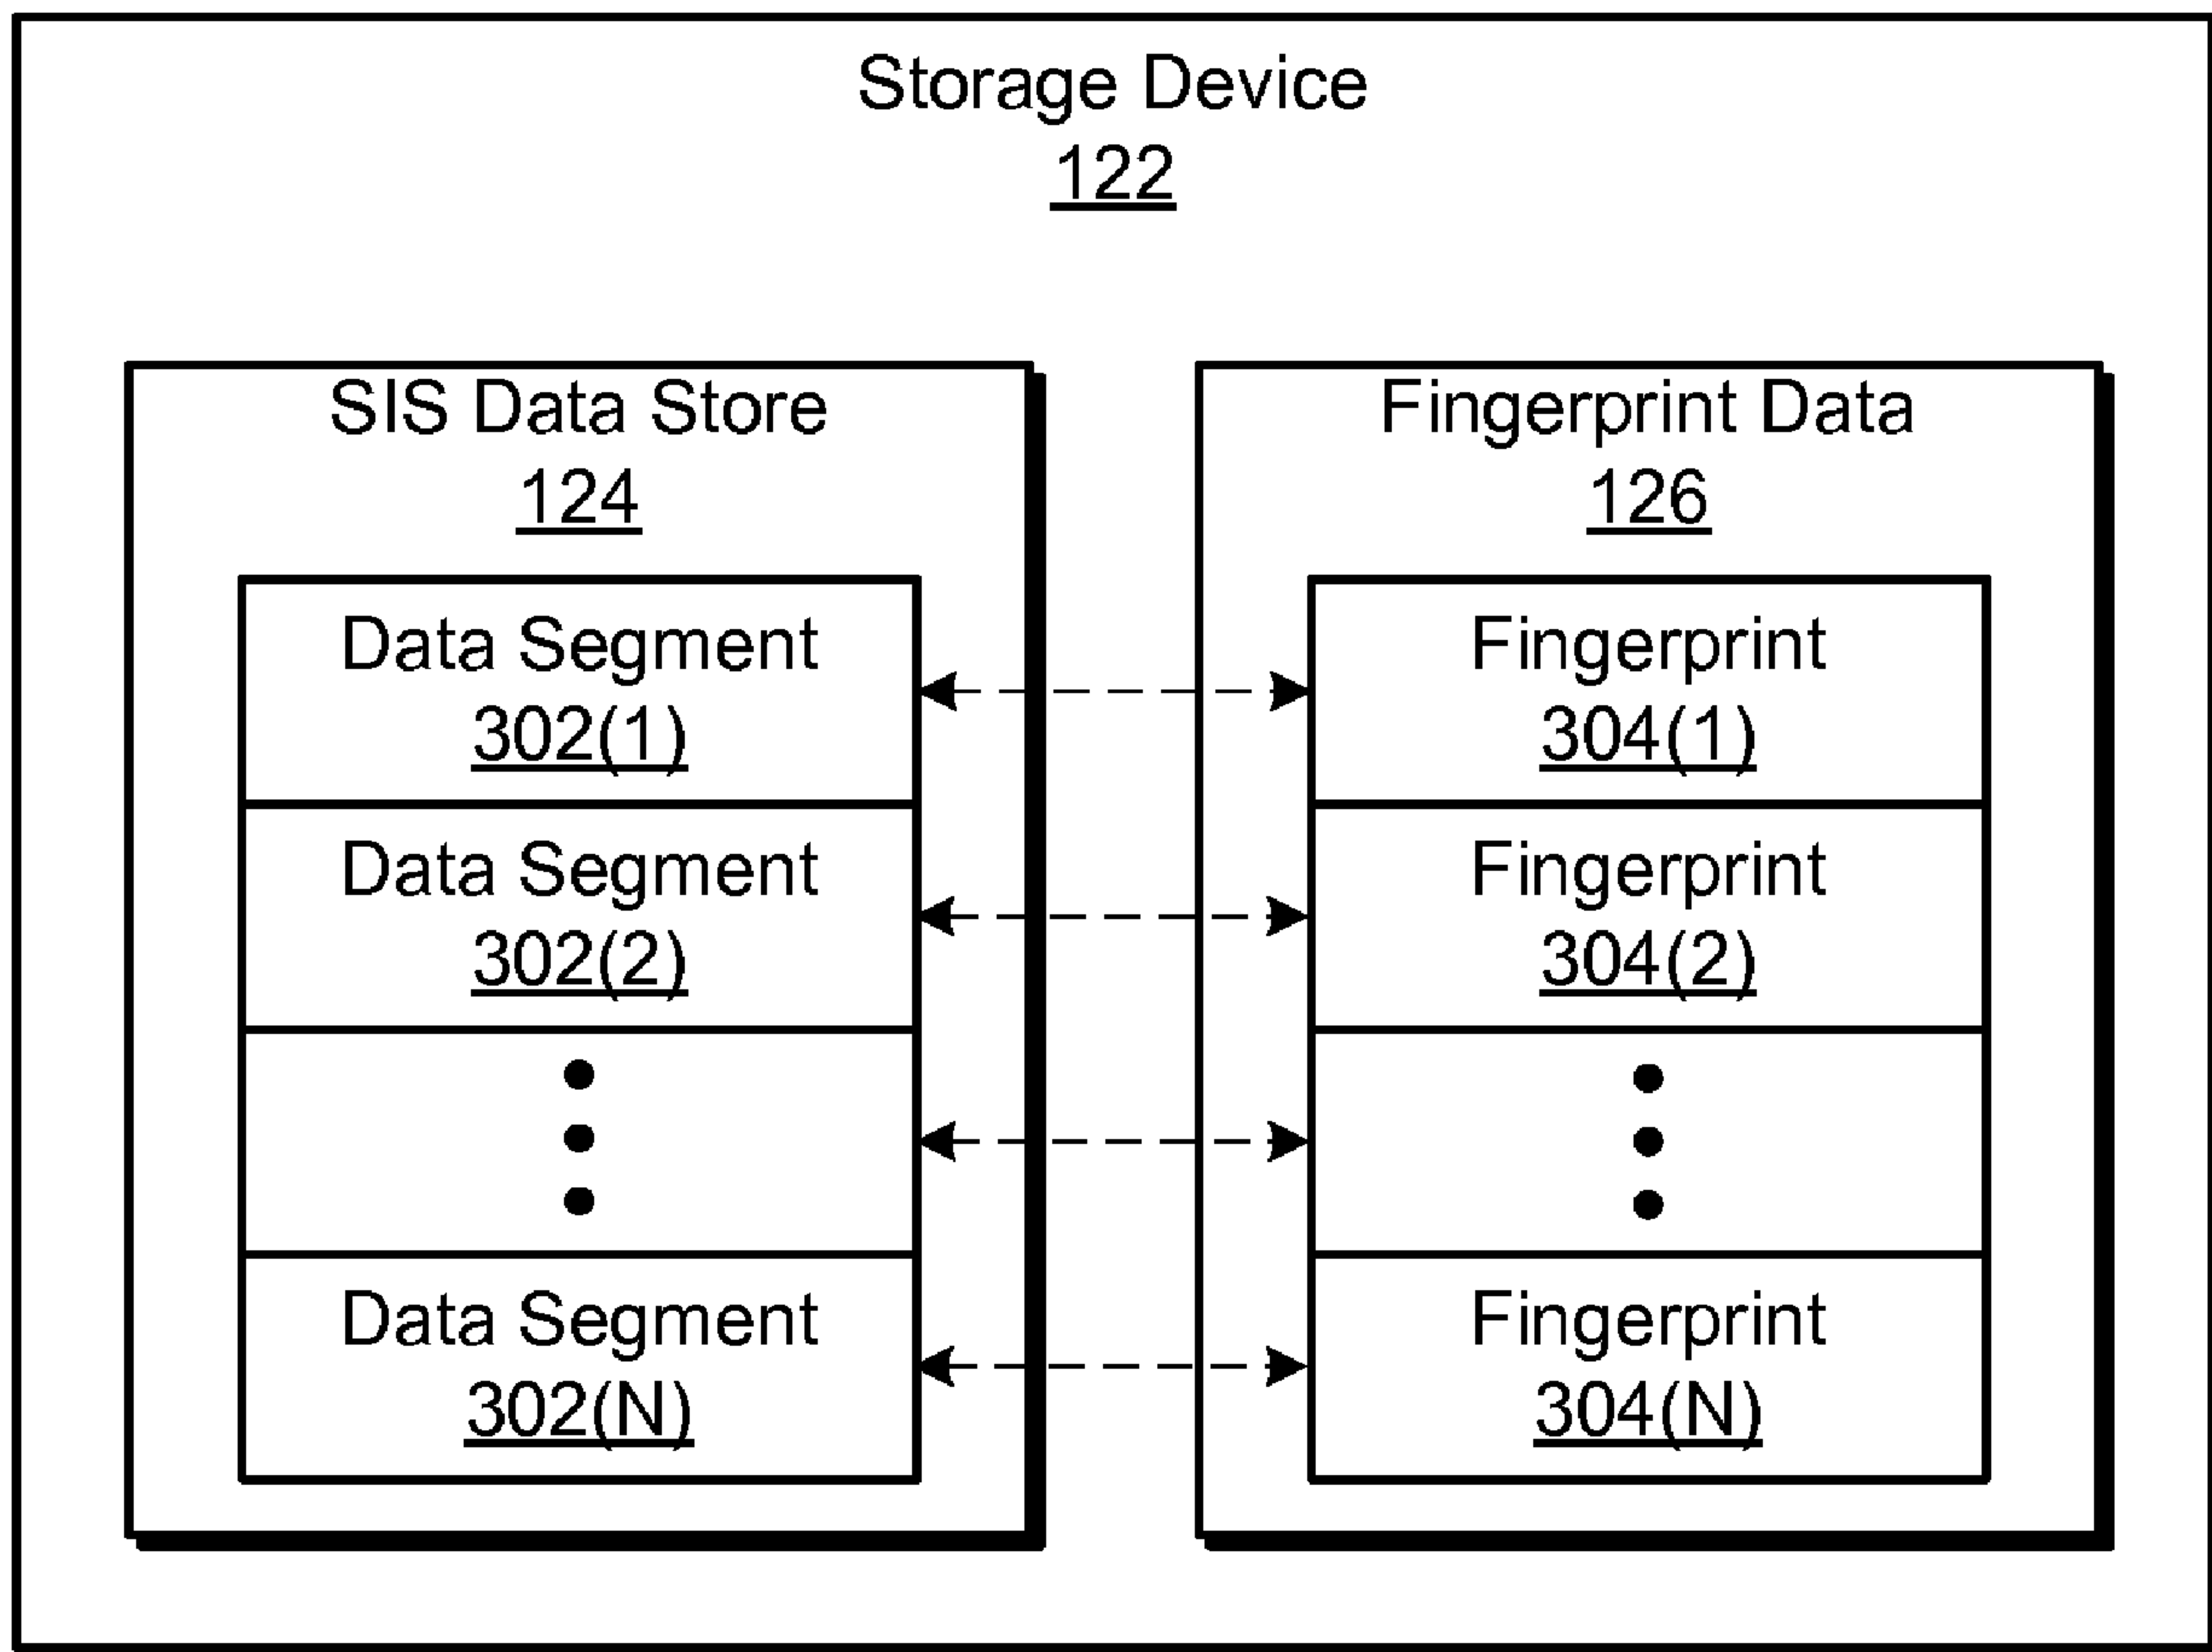 Storage Device
122
SIS Data Store
124
Data Segment
302(1)
Data Segment
302(2)
Data Segment
302(N)
Fingerprint Data
126
Fingerprint
304(1)
Fingerprint
304(2)
Fingerprint
304(N)